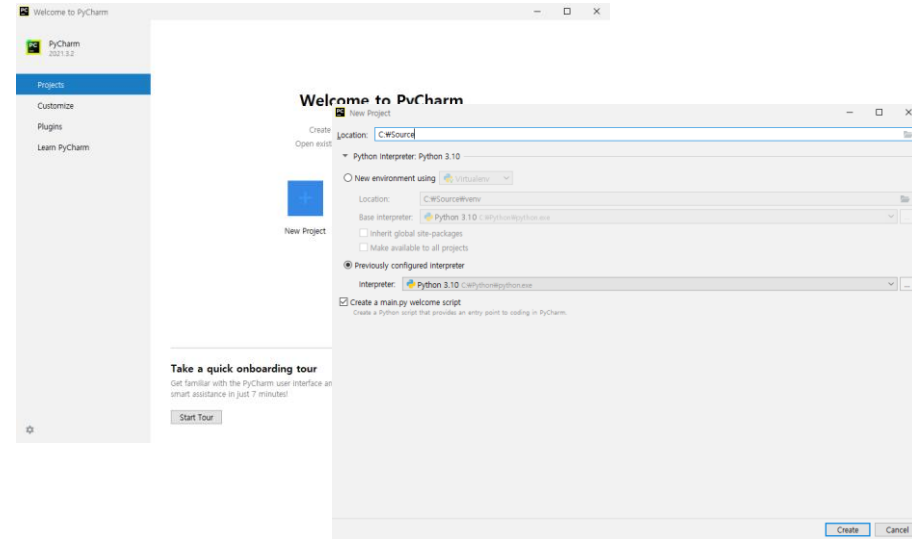 Welcome to PyCharm
PyCharm
2021.3.2
Projects
Customize
Plugins
Learn PyCharm
Welcome to PyCharm
Create
Open exist
New Project
Take a quick onboarding tour
Get familiar with the PyCharm user interface an
smart assistance in just 7 minutes!
Start Tour
New Project
Location: C:₩Source
Python Interpreter: Python 3.10
New environment using Virtualenv
Location: C:₩Source₩venv
Base interpreter: Python 3.10 C:₩Python₩python.exe
Inherit global site-packages
Make available to all projects
Previously configured interpreter
Interpreter: Python 3.10 C:₩Python₩python.exe
Create a main.py welcome script
Create a Python script that provides an entry point to coding in PyCharm.
Create Cancel